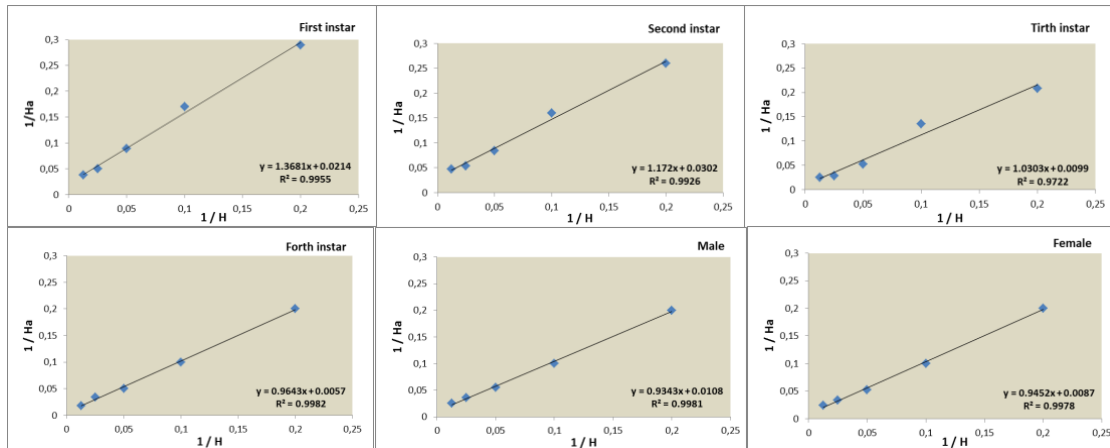 First instar
0,3
0,25
0,2
0,15
0,1
0,05
0
1/Ha
y = 1.3681x + 0.0214
R² = 0.9955
0
0,05
0,1
0,15
0,2
0,25
1 / H
Second instar
0,3
0,25
0,2
0,15
0,1
0,05
0
1 / Ha
y = 1.172x + 0.0302
R² = 0.9926
0
0,05
0,1
0,15
0,2
0,25
1 / H
Tirth instar
0,3
0,25
0,2
0,15
0,1
0,05
0
1 / Ha
y = 1.0303x + 0.0099
R² = 0.9722
0
0,05
0,1
0,15
0,2
0,25
1 / H
Forth instar
0,3
0,25
0,2
0,15
0,1
0,05
0
1 / Ha
y = 0.9643x + 0.0057
R² = 0.9982
0
0,05
0,1
0,15
0,2
0,25
1 / H
Male
0,3
0,25
0,2
0,15
0,1
0,05
0
1 / Ha
y = 0.9343x + 0.0108
R² = 0.9981
0
0,05
0,1
0,15
0,2
0,25
1 / H
Female
0,3
0,25
0,2
0,15
0,1
0,05
0
1 / Ha
y = 0.9452x + 0.0087
R² = 0.9978
0
0,05
0,1
0,15
0,2
0,25
1 / H